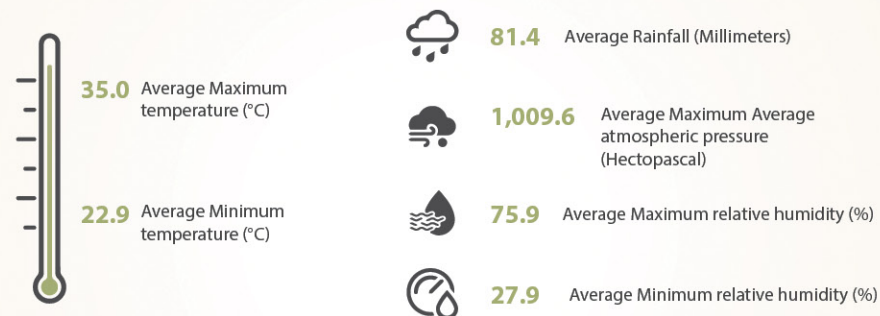 35.0 Average Maximum
temperature (°C)
22.9 Average Minimum
temperature (°C)
81.4 Average Rainfall (Millimeters)
1,009.6 Average Maximum Average
atmospheric pressure
(Hectopascal)
75.9 Average Maximum relative humidity (%)
27.9 Average Minimum relative humidity (%)